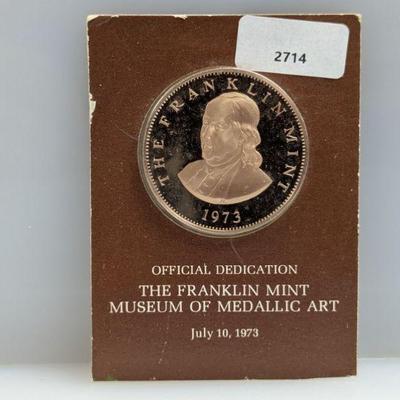 2714
THE FRANKLIN MINT
1973
OFFICIAL DEDICATION
THE FRANKLIN MINT
MUSEUM OF MEDALLIC ART
July 10, 1973